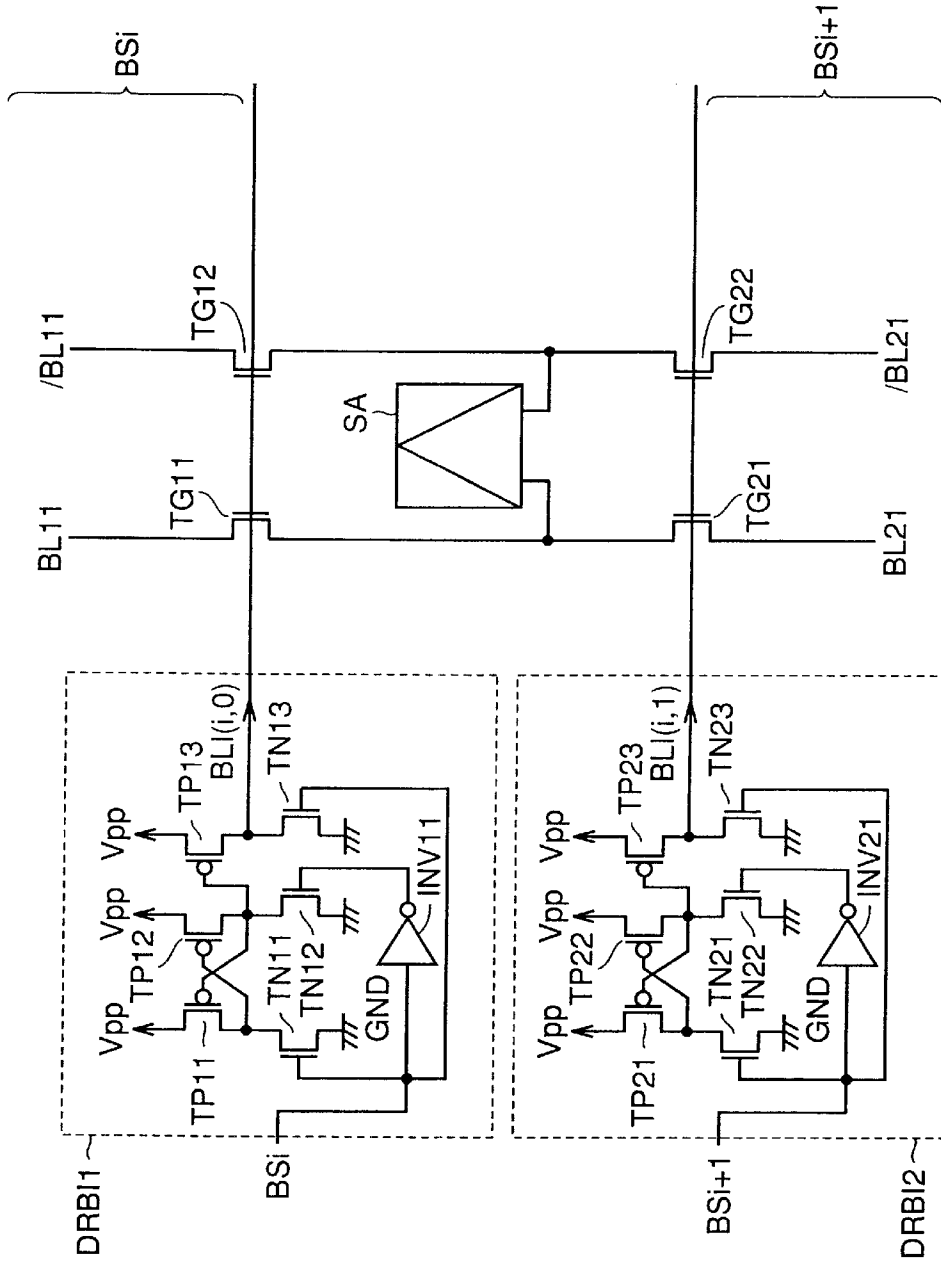 BSi
BSi+1
/BL11
TG12
TG22
/BL21
SA
BL11
TG11
TG21
BL21
DRBI1
BSi
Vpp
Vpp
Vpp
TP11
TP12
TP13
BLI(i,0)
TN11
TN12
TN13
GND
INV11
DRBI2
BSi+1
Vpp
Vpp
Vpp
TP21
TP22
TP23
BLI(i,1)
TN21
TN22
TN23
GND
INV21